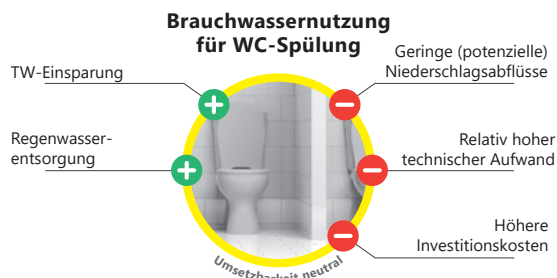 Brauchwassernutzung
für WC-Spülung
TW-Einsparung
Regenwasser-
entsorgung
Geringe (potenzielle)
Niederschlagsabflüsse
Relativ hoher
technischer Aufwand
Höhere
Investitionskosten
Umsetzbarkeit neutral